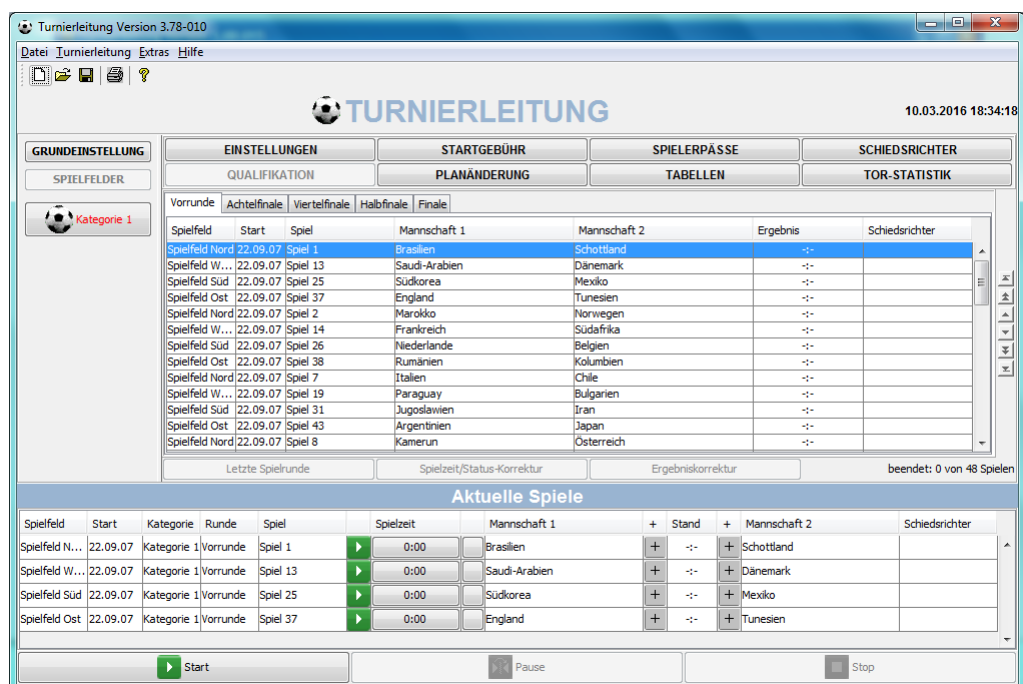 Turnierleitung Version 3.78-010
Datei Turnierleitung Extras Hilfe
TURNIERLEITUNG
10.03.2016 18:34:18
GRUNDEINSTELLUNG
SPIELFELDER
Kategorie 1
EINSTELLUNGEN STARTGEBÜHR SPIELERPÄSSE SCHIEDSRICHTER
QUALIFIKATION PLANÄNDERUNG TABELLEN TOR-STATISTIK
Vorrunde Achtelfinale Viertelfinale Halbfinale Finale
Spielfeld Start Spiel Mannschaft 1 Mannschaft 2 Ergebnis Schiedsrichter
Spielfeld Nord 22.09.07 Spiel 1 Brasilien Schottland -:-
Spielfeld W... 22.09.07 Spiel 13 Saudi-Arabien Dänemark -:-
Spielfeld Süd 22.09.07 Spiel 25 Südkorea Mexiko -:-
Spielfeld Ost 22.09.07 Spiel 37 England Tunesien -:-
Spielfeld Nord 22.09.07 Spiel 2 Marokko Norwegen -:-
Spielfeld W... 22.09.07 Spiel 14 Frankreich Südafrika -:-
Spielfeld Süd 22.09.07 Spiel 26 Niederlande Belgien -:-
Spielfeld Ost 22.09.07 Spiel 38 Rumänien Kolumbien -:-
Spielfeld Nord 22.09.07 Spiel 7 Italien Chile -:-
Spielfeld W... 22.09.07 Spiel 19 Paraguay Bulgarien -:-
Spielfeld Süd 22.09.07 Spiel 31 Jugoslawien Iran -:-
Spielfeld Ost 22.09.07 Spiel 43 Argentinien Japan -:-
Spielfeld Nord 22.09.07 Spiel 8 Kamerun Österreich -:-
Letzte Spielrunde Spielzeit/Status-Korrektur Ergebniskorrektur beendet: 0 von 48 Spielen
Aktuelle Spiele
Spielfeld Start Kategorie Runde Spiel Spielzeit Mannschaft 1 + Stand + Mannschaft 2 Schiedsrichter
Spielfeld N... 22.09.07 Kategorie 1 Vorrunde Spiel 1 0:00 Brasilien + -:- + Schottland
Spielfeld W... 22.09.07 Kategorie 1 Vorrunde Spiel 13 0:00 Saudi-Arabien + -:- + Dänemark
Spielfeld Süd 22.09.07 Kategorie 1 Vorrunde Spiel 25 0:00 Südkorea + -:- + Mexiko
Spielfeld Ost 22.09.07 Kategorie 1 Vorrunde Spiel 37 0:00 England + -:- + Tunesien
Start Pause Stop